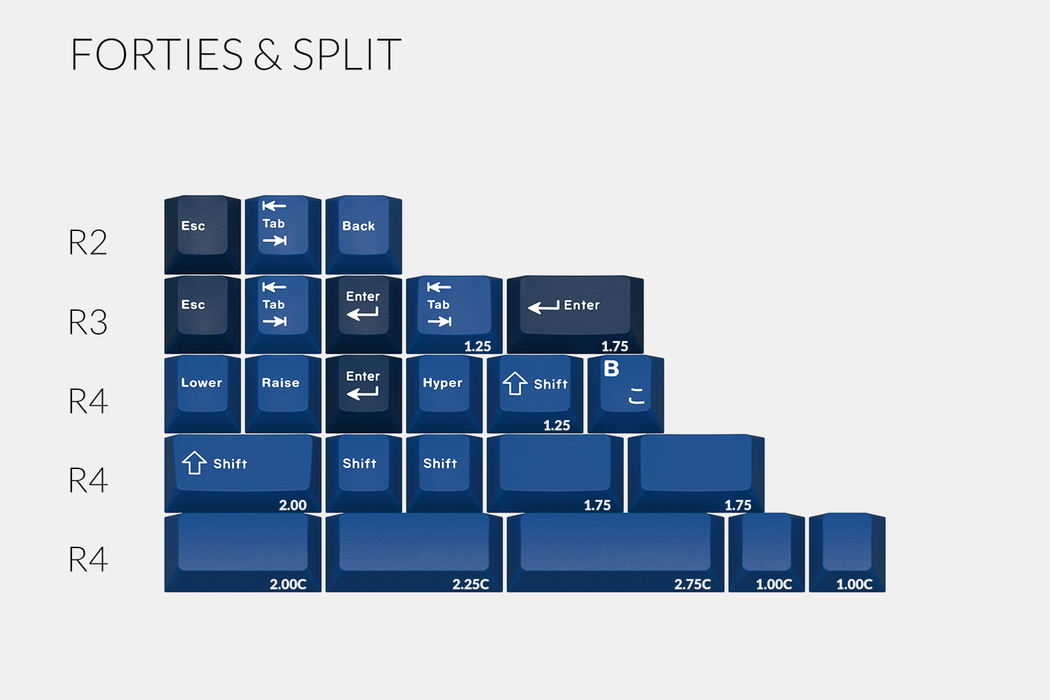 FORTIES & SPLIT
R2
Esc
Tab
Back
R3
Esc
Tab
Enter
Tab
1.25
Enter
1.75
R4
Lower
Raise
Enter
Hyper
Shift
1.25
B
こ
R4
Shift
2.00
Shift
Shift
1.75
1.75
R4
2.00C
2.25C
2.75C
1.00C
1.00C